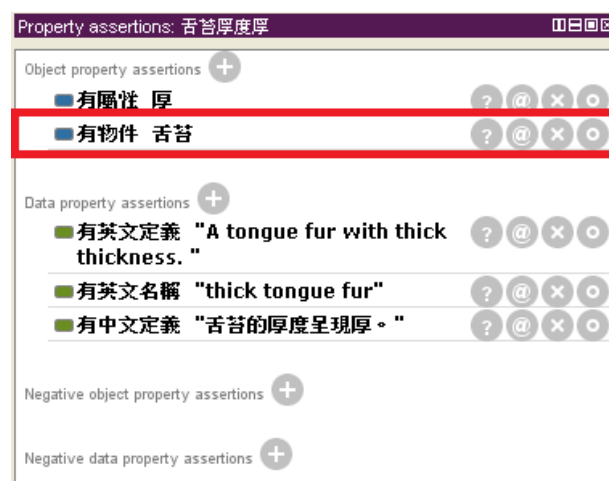 Property assertions: 舌苔厚度厚
Object property assertions
有屬性 厚
有物件 舌苔
Data property assertions
有英文定義 "A tongue fur with thick
thickness. "
有英文名稱 "thick tongue fur"
有中文定義 "舌苔的厚度呈現厚。"
Negative object property assertions
Negative data property assertions